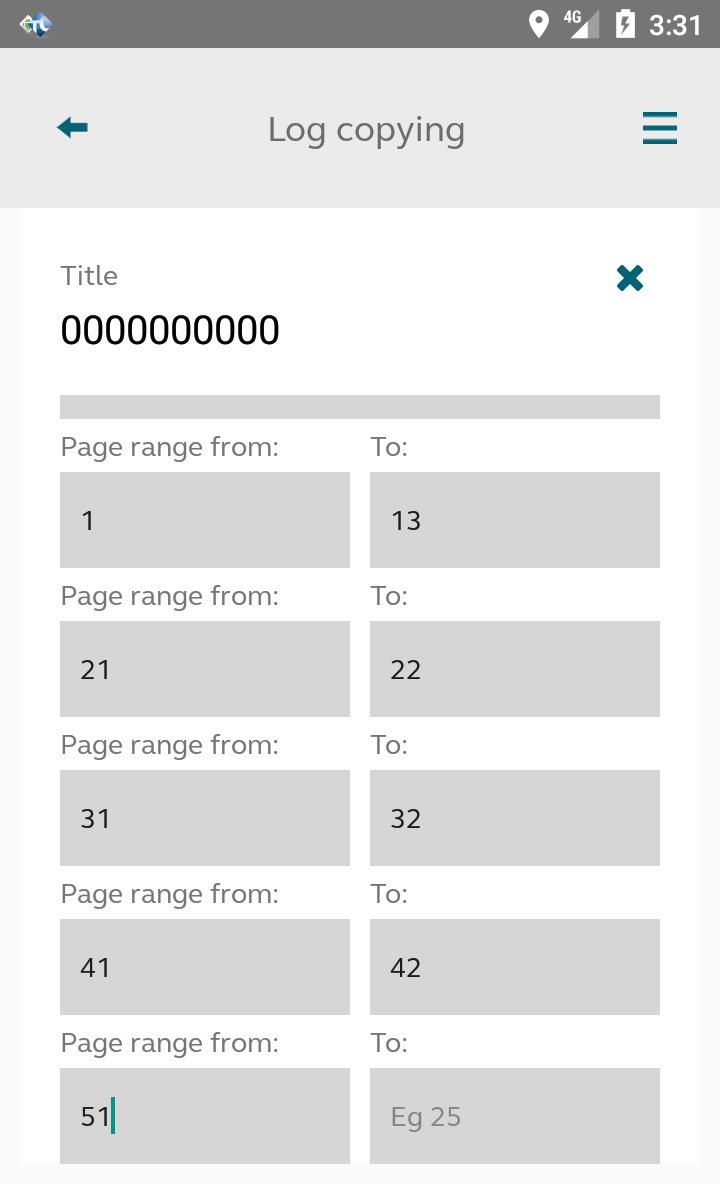 4G 3:31
Log copying
Title
0000000000
Page range from: To:
1 13
Page range from: To:
21 22
Page range from: To:
31 32
Page range from: To:
41 42
Page range from: To:
51 Eg 25